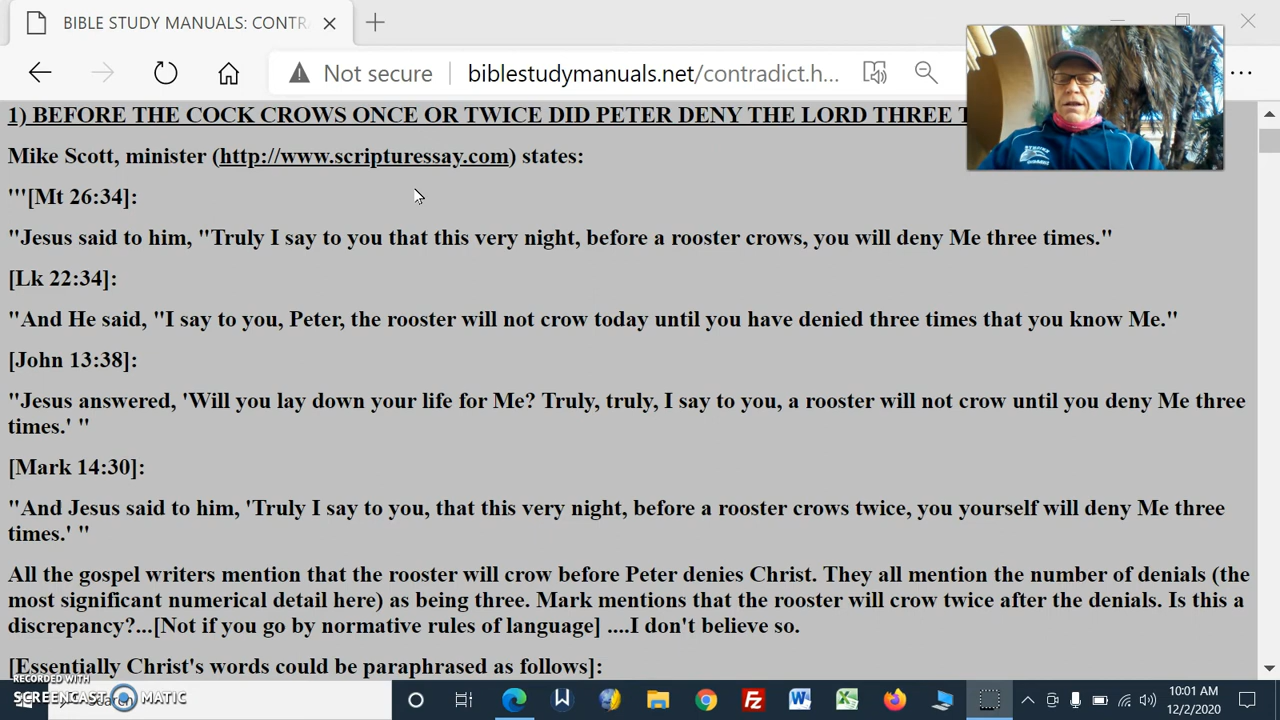 BIBLE STUDY MANUALS: CONTR
Not secure
biblestudymanuals.net/contradict.h...
1) BEFORE THE COCK CROWS ONCE OR TWICE DID PETER DENY THE LORD THREE T
Mike Scott, minister (http://www.scripturessay.com) states:
'"[Mt 26:34]:
"Jesus said to him, "Truly I say to you that this very night, before a rooster crows, you will deny Me three times."
[Lk 22:34]:
"And He said, "I say to you, Peter, the rooster will not crow today until you have denied three times that you know Me."
[John 13:38]:
"Jesus answered, 'Will you lay down your life for Me? Truly, truly, I say to you, a rooster will not crow until you deny Me three
times.' "
[Mark 14:30]:
"And Jesus said to him, 'Truly I say to you, that this very night, before a rooster crows twice, you yourself will deny Me three
times.' "
All the gospel writers mention that the rooster will crow before Peter denies Christ. They all mention the number of denials (the
most significant numerical detail here) as being three. Mark mentions that the rooster will crow twice after the denials. Is this a
discrepancy?...[Not if you go by normative rules of language] ....I don't believe so.
[Essentially Christ's words could be paraphrased as follows]:
RECORDED WITH
SCREENCAST MATIC
Search
10:01 AM
12/2/2020